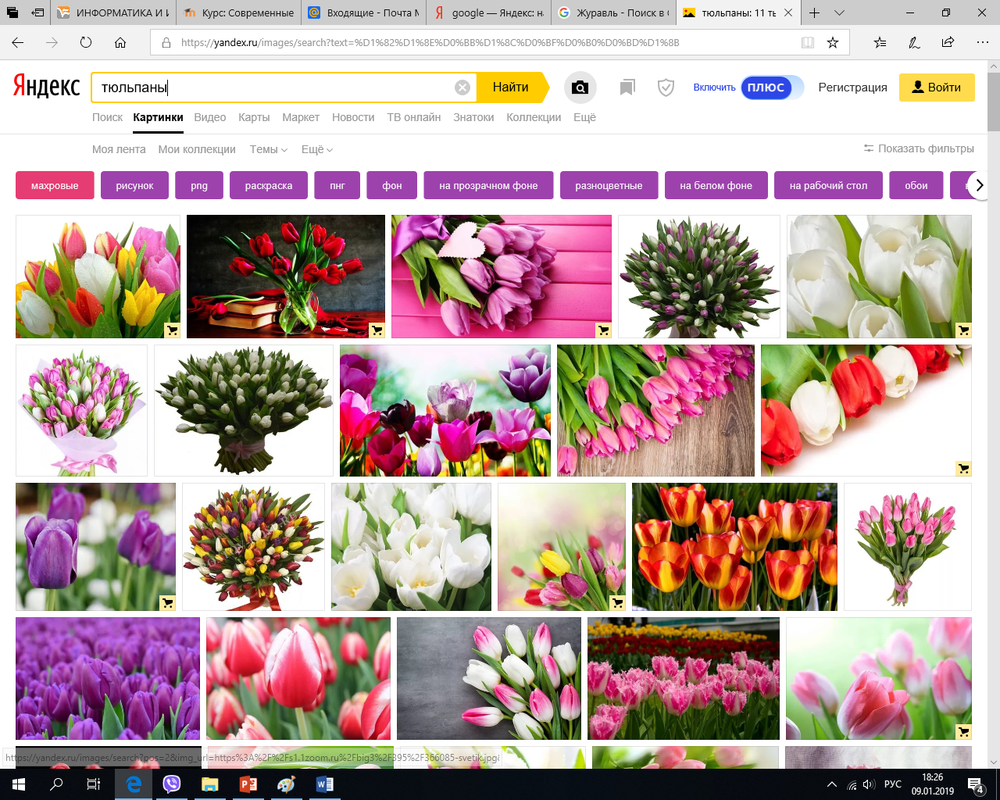 ИНФОРМАТИКА И И
Курс: Современные
Входящие - Почта M
google — Яндекс: на
Журавль - Поиск в G
тюльпаны: 11 ты
https://yandex.ru/images/search?text=%D1%82%D1%8E%D0%BB%D1%8C%D0%BF%D0%B0%D0%BD%D1%8B
Яндекс
тюльпаны
Найти
Включить ПЛЮС
Регистрация
Войти
Поиск Картинки Видео Карты Маркет Новости ТВ онлайн Знатоки Коллекции Ещё
Моя лента Мои коллекции Темы Ещё
Показать фильтры
махровые рисунок png раскраска пнг фон на прозрачном фоне разноцветные на белом фоне на рабочий стол обои
https://yandex.ru/images/search?pos=2&img_url=https%3A%2F%2Fs1.1zoom.ru%2Fbig3%2F395%2F366085-svetik.jpg&
РУС
18:26
09.01.2019
4